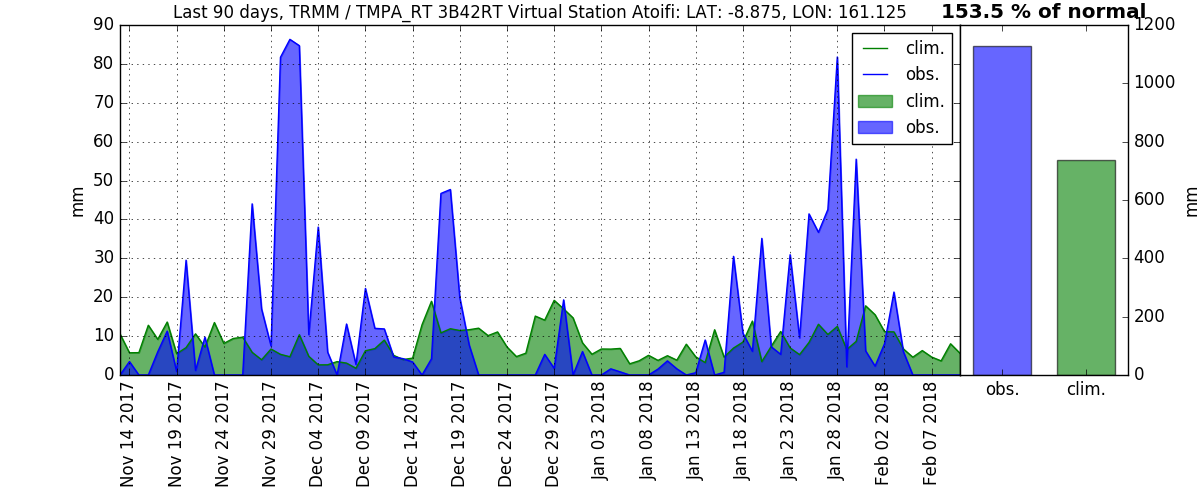 Last 90 days, TRMM / TMPA_RT 3B42RT Virtual Station Atoifi: LAT: -8.875, LON: 161.125
153.5 % of normal
90
80
70
60
50
40
30
20
10
0
mm
clim.
obs.
clim.
obs.
1200
1000
800
600
400
200
0
mm
Nov 14 2017
Nov 19 2017
Nov 24 2017
Nov 29 2017
Dec 04 2017
Dec 09 2017
Dec 14 2017
Dec 19 2017
Dec 24 2017
Dec 29 2017
Jan 03 2018
Jan 08 2018
Jan 13 2018
Jan 18 2018
Jan 23 2018
Jan 28 2018
Feb 02 2018
Feb 07 2018
obs.
clim.